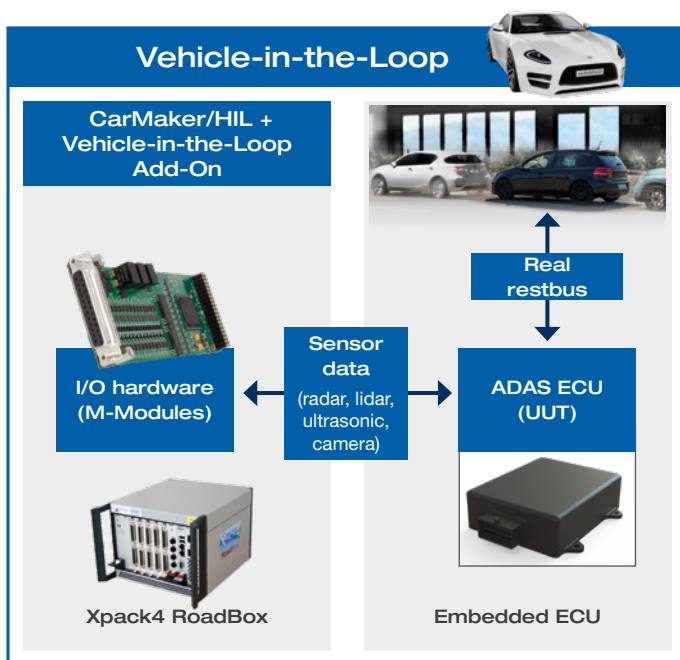 Vehicle-in-the-Loop
CarMaker/HIL +
Vehicle-in-the-Loop
Add-On
Real
restbus
Sensor
data
(radar, lidar,
ultrasonic,
camera)
I/O hardware
(M-Modules)
ADAS ECU
(UUT)
Xpack4 RoadBox
Embedded ECU